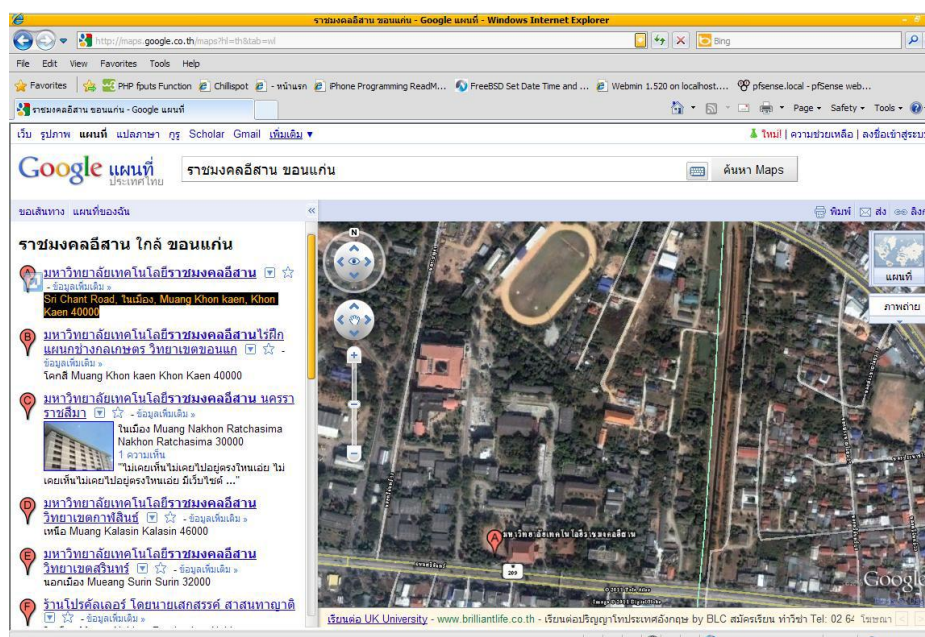 ราชมงคลอีสาน ขอนแก่น - Google แผนที่ - Windows Internet Explorer
http://maps.google.co.th/maps?hl=th&tab=wl
Bing
File Edit View Favorites Tools Help
Favorites PHP fputs Function Chillispot - หน้าแรก iPhone Programming ReadM... FreeBSD Set Date Time and ... Webmin 1.520 on localhost.... pfsense.local - pfSense web...
ราชมงคลอีสาน ขอนแก่น - Google แผนที่
Page Safety Tools
เว็บ รูปภาพ แผนที่ แปลภาษา กูรู Scholar Gmail เพิ่มเติม ▼
ใหม่! | ความช่วยเหลือ | ลงชื่อเข้าสู่ระบบ
Google แผนที่
ประเทศไทย
ราชมงคลอีสาน ขอนแก่น
ค้นหา Maps
ขอเส้นทาง แผนที่ของฉัน «
พิมพ์ ส่ง ลิงก์
ราชมงคลอีสาน ใกล้ ขอนแก่น
มหาวิทยาลัยเทคโนโลยีราชมงคลอีสาน
- ข้อมูลเพิ่มเติม »
Sri Chant Road, ในเมือง, Muang Khon kaen, Khon
Kaen 40000
B มหาวิทยาลัยเทคโนโลยีราชมงคลอีสานไร่ฝึก
แผนกช่างกลเกษตร วิทยาเขตขอนแก -
ข้อมูลเพิ่มเติม »
โคกสี Muang Khon kaen Khon Kaen 40000
C มหาวิทยาลัยเทคโนโลยีราชมงคลอีสาน นครรา
ราชสีมา - ข้อมูลเพิ่มเติม »
ในเมือง Muang Nakhon Ratchasima
Nakhon Ratchasima 30000
1 ความเห็น
"ไม่เคยเห็นไม่เคยไปอยู่ตรงไหนเอ่ย ไม่
เคยเห็นไม่เคยไปอยู่ตรงไหนเอ่ย มีเว็บไซต์ ..."
D มหาวิทยาลัยเทคโนโลยีราชมงคลอีสาน
วิทยาเขตกาฬสินธุ์ - ข้อมูลเพิ่มเติม »
เหนือ Muang Kalasin Kalasin 46000
E มหาวิทยาลัยเทคโนโลยีราชมงคลอีสาน
วิทยาเขตสุรินทร์ - ข้อมูลเพิ่มเติม »
นอกเมือง Mueang Surin Surin 32000
F ร้านโปรคัลเลอร์ โดยนายเสกสรรค์ สาสนทาญาติ
- ข้อมูลเพิ่มเติม »
N
แผนที่
ภาพถ่าย
A มหาวิทยาลัยเทคโนโลยีราชมงคลอีสาน
209
Google
© 2011 Tele Atlas
Image © 2011 DigitalGlobe
เรียนต่อ UK University - www.brilliantlife.co.th - เรียนต่อปริญญาโทประเทศอังกฤษ by BLC สมัครเรียน ทำวีซ่า Tel: 02 64 โฆษณา